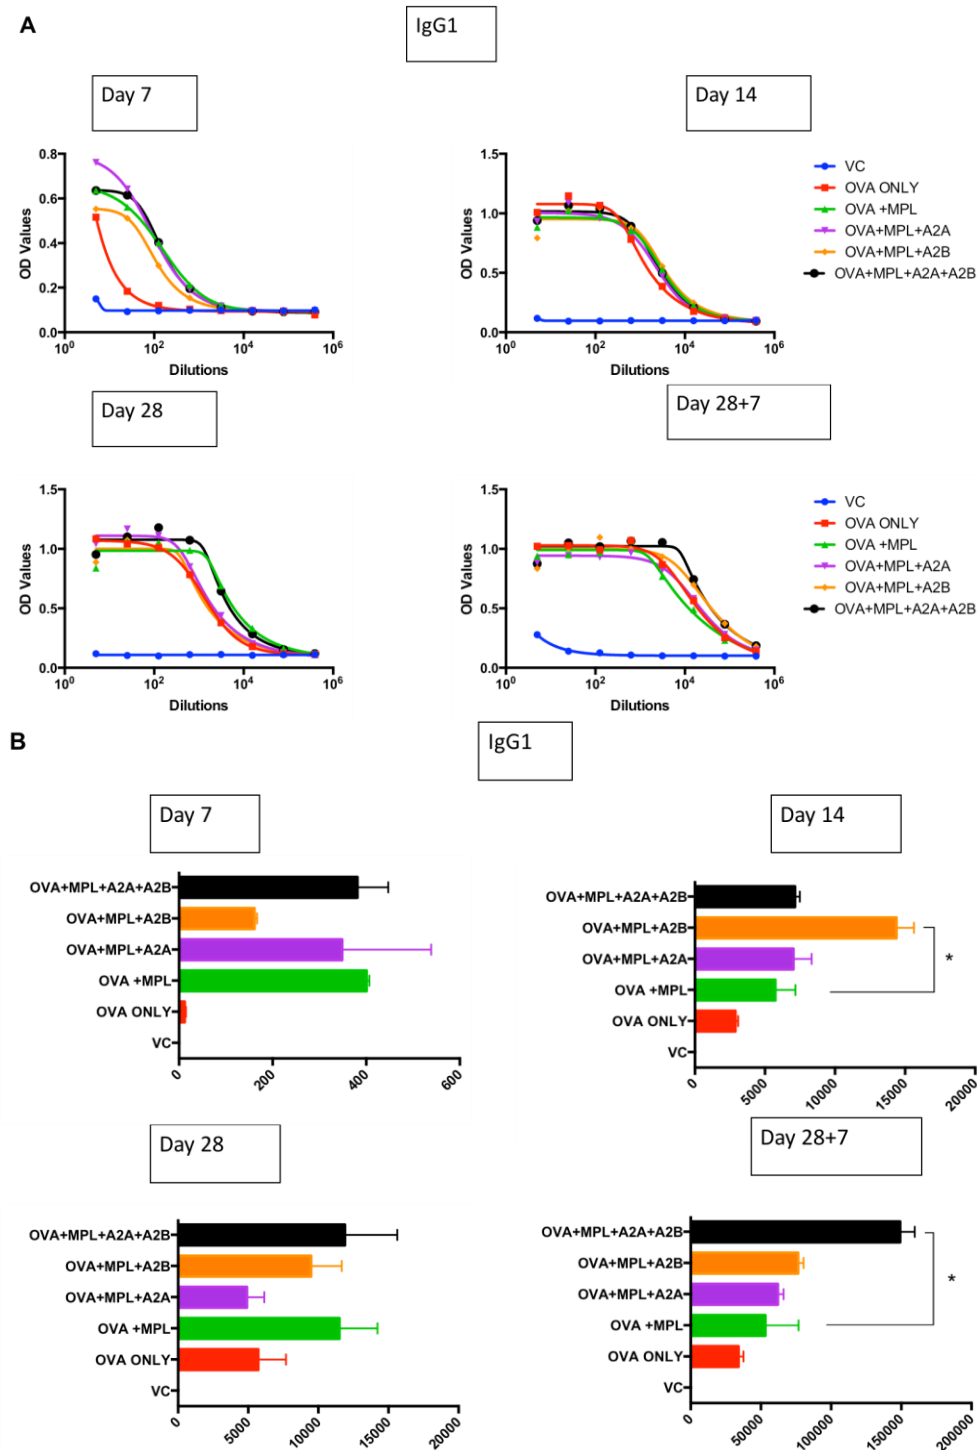 A
IgG1
Day 7
Day 14
0.8
0.6
0.4
0.2
0.0
OD Values
10^0
10^2
10^4
10^6
Dilutions
1.5
1.0
0.5
0.0
OD Values
10^0
10^2
10^4
10^6
Dilutions
VC
OVA ONLY
OVA +MPL
OVA+MPL+A2A
OVA+MPL+A2B
OVA+MPL+A2A+A2B
Day 28
Day 28+7
1.5
1.0
0.5
0.0
OD Values
10^0
10^2
10^4
10^6
Dilutions
1.5
1.0
0.5
0.0
OD Values
10^0
10^2
10^4
10^6
Dilutions
VC
OVA ONLY
OVA +MPL
OVA+MPL+A2A
OVA+MPL+A2B
OVA+MPL+A2A+A2B
B
IgG1
Day 7
Day 14
OVA+MPL+A2A+A2B
OVA+MPL+A2B
OVA+MPL+A2A
OVA +MPL
OVA ONLY
VC
0
200
400
600
OVA+MPL+A2A+A2B
OVA+MPL+A2B
OVA+MPL+A2A
OVA +MPL
OVA ONLY
VC
*
0
5000
10000
15000
20000
Day 28
Day 28+7
OVA+MPL+A2A+A2B
OVA+MPL+A2B
OVA+MPL+A2A
OVA +MPL
OVA ONLY
VC
0
5000
10000
15000
20000
OVA+MPL+A2A+A2B
OVA+MPL+A2B
OVA+MPL+A2A
OVA +MPL
OVA ONLY
VC
*
0
50000
100000
150000
200000